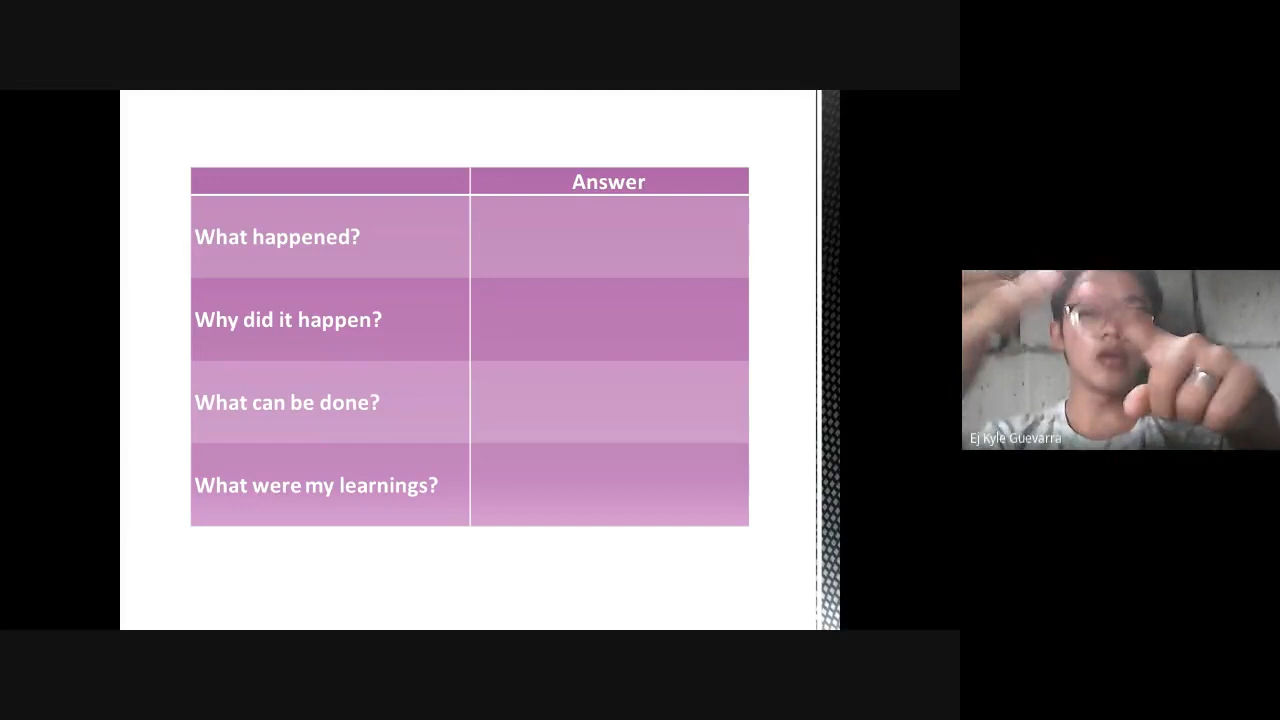 Answer
What happened?
Why did it happen?
What can be done?
What were my learnings?
Ej Kyle Guevarra